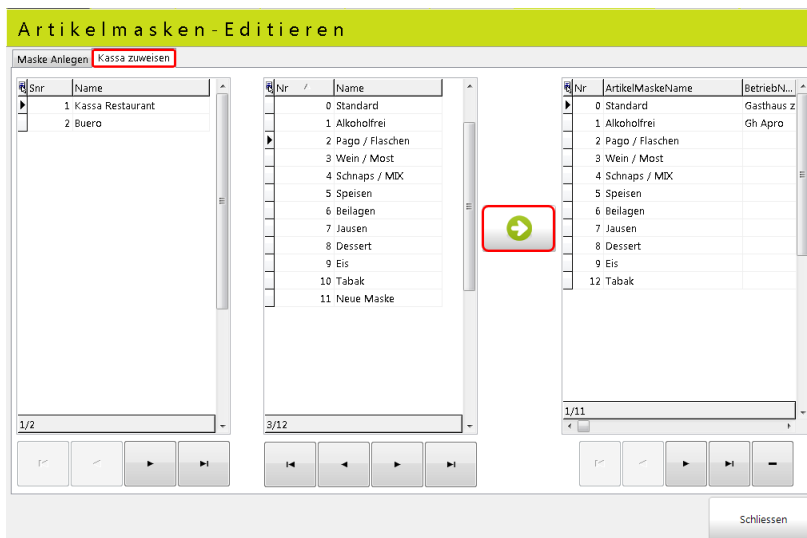 Artikelmasken-Editieren
Maske Anlegen Kassa zuweisen
Snr Name
1 Kassa Restaurant
2 Buero
1/2
Nr Name
0 Standard
1 Alkoholfrei
2 Pago / Flaschen
3 Wein / Most
4 Schnaps / MIX
5 Speisen
6 Beilagen
7 Jausen
8 Dessert
9 Eis
10 Tabak
11 Neue Maske
3/12
Nr ArtikelMaskeName BetriebN...
0 Standard Gasthaus z
1 Alkoholfrei Gh Apro
2 Pago / Flaschen
3 Wein / Most
4 Schnaps / MIX
5 Speisen
6 Beilagen
7 Jausen
8 Dessert
9 Eis
12 Tabak
1/11
Schliessen